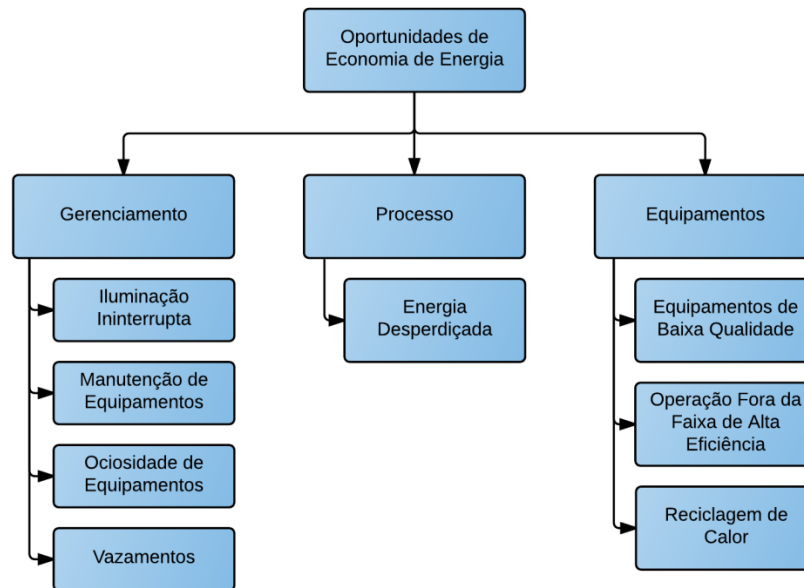 Oportunidades de
Economia de Energia
Gerenciamento
Processo
Equipamentos
Iluminação
Ininterrupta
Manutenção de
Equipamentos
Ociosidade de
Equipamentos
Vazamentos
Energia
Desperdiçada
Equipamentos de
Baixa Qualidade
Operação Fora da
Faixa de Alta
Eficiência
Reciclagem de
Calor